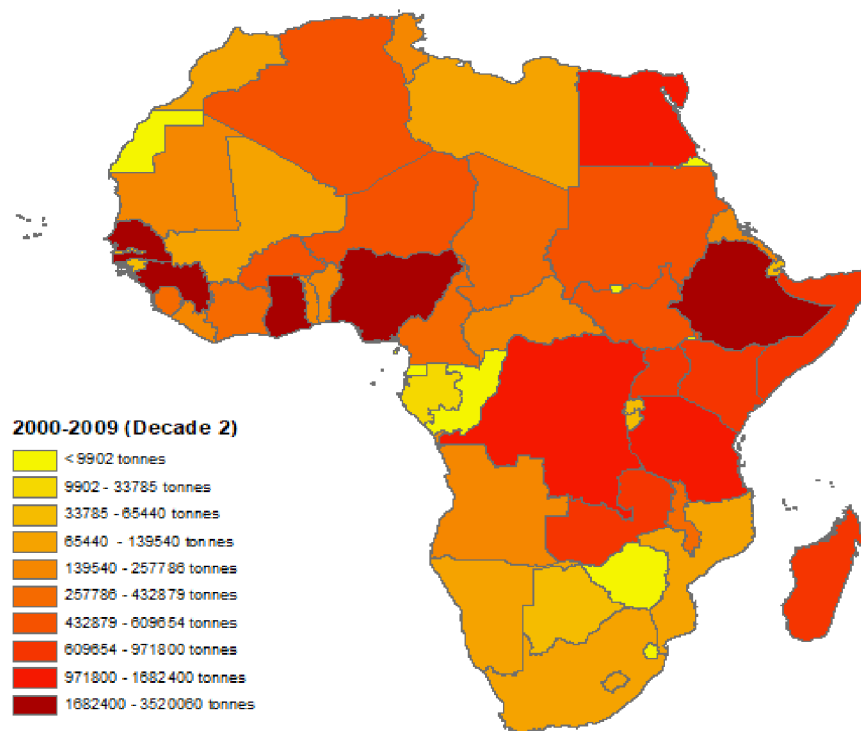 2000-2009 (Decade 2)
<9902 tonnes
9902 - 33785 tonnes
33785 - 65440 tonnes
65440 - 139540 tonnes
139540 - 257786 tonnes
257786 - 432879 tonnes
432879 - 609654 tonnes
609654 - 971800 tonnes
971800 - 1682400 tonnes
1682400 - 3520060 tonnes